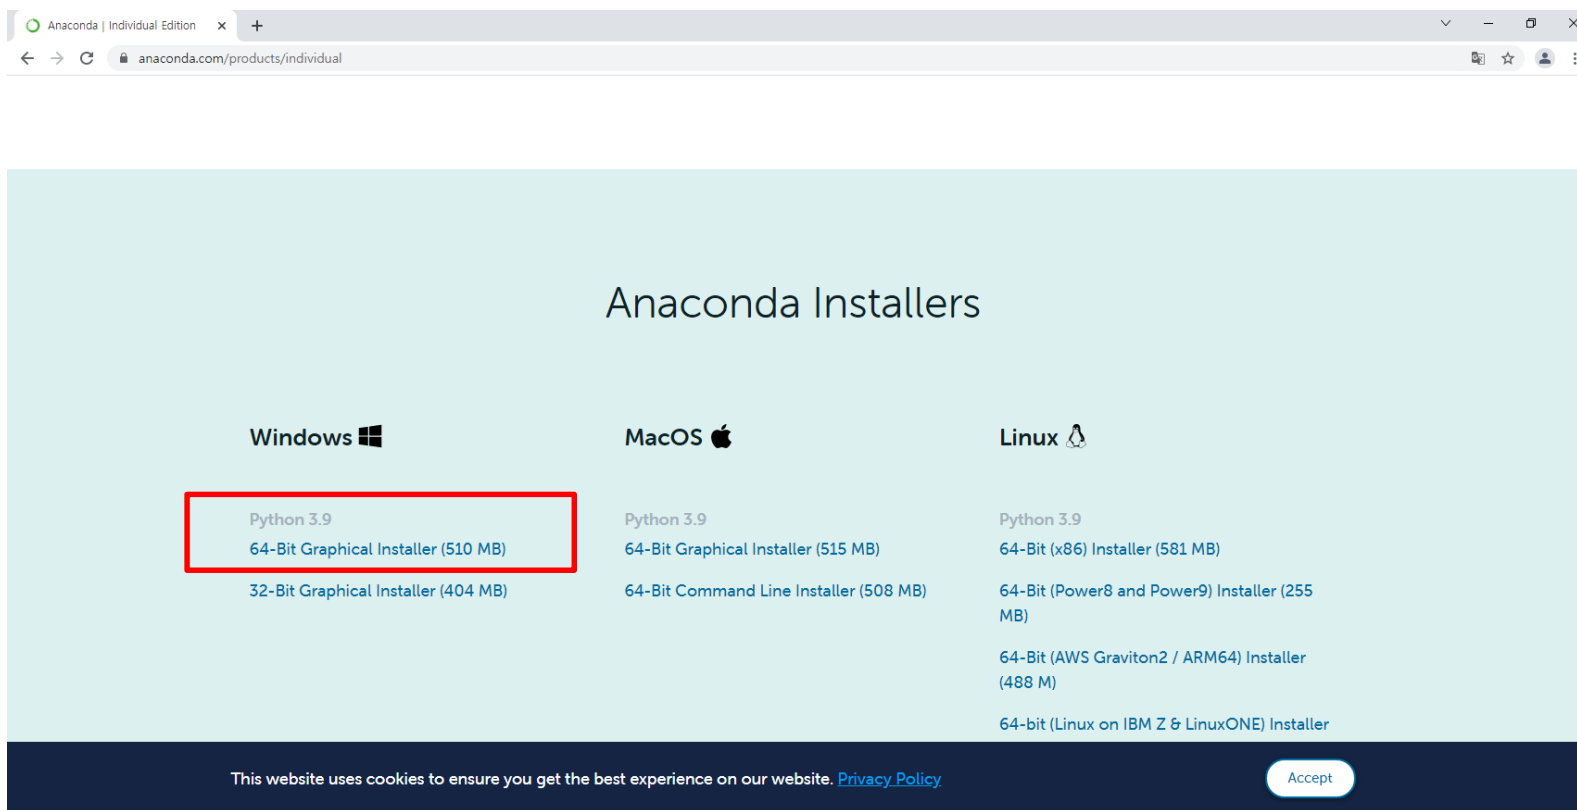 Anaconda | Individual Edition
anaconda.com/products/individual
Anaconda Installers
Windows
Python 3.9
64-Bit Graphical Installer (510 MB)
32-Bit Graphical Installer (404 MB)
MacOS
Python 3.9
64-Bit Graphical Installer (515 MB)
64-Bit Command Line Installer (508 MB)
Linux
Python 3.9
64-Bit (x86) Installer (581 MB)
64-Bit (Power8 and Power9) Installer (255
MB)
64-Bit (AWS Graviton2 / ARM64) Installer
(488 M)
64-bit (Linux on IBM Z & LinuxONE) Installer
This website uses cookies to ensure you get the best experience on our website. Privacy Policy
Accept